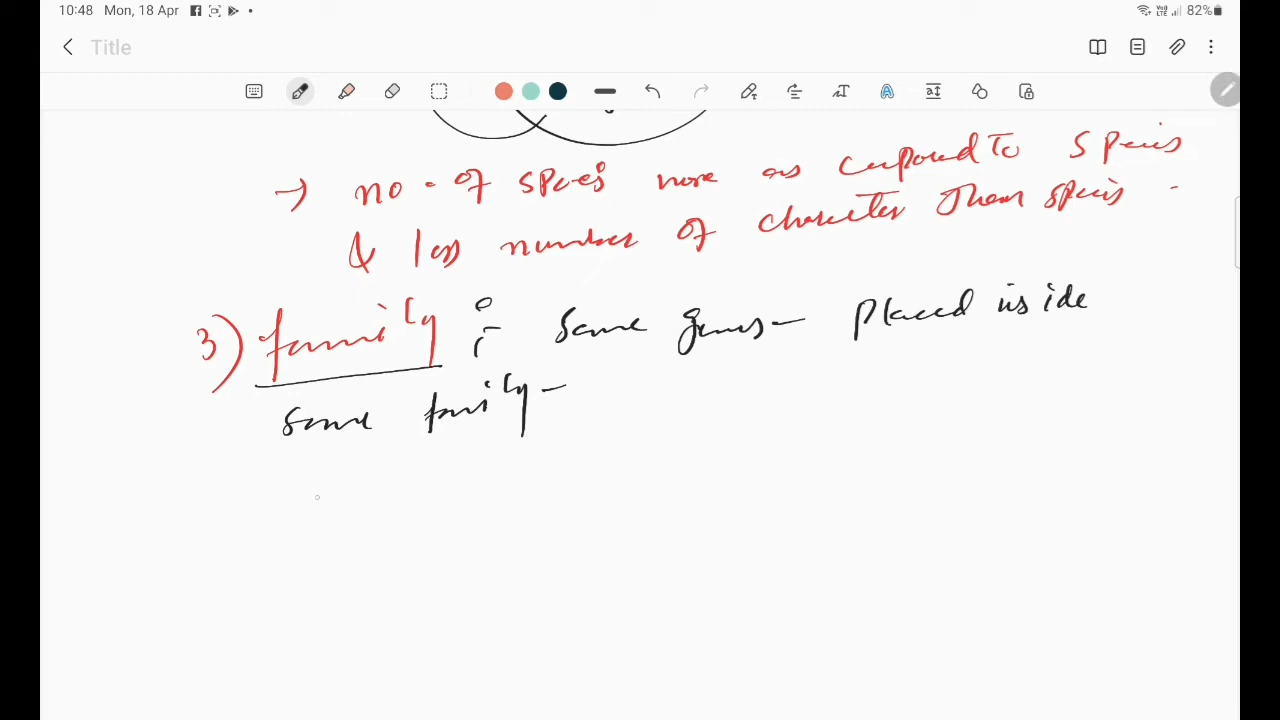 10:48 Mon, 18 Apr 82%
Title
→ no. of species more as compared to species
& less number of character than species
3) family : Same genus - placed inside
same family -